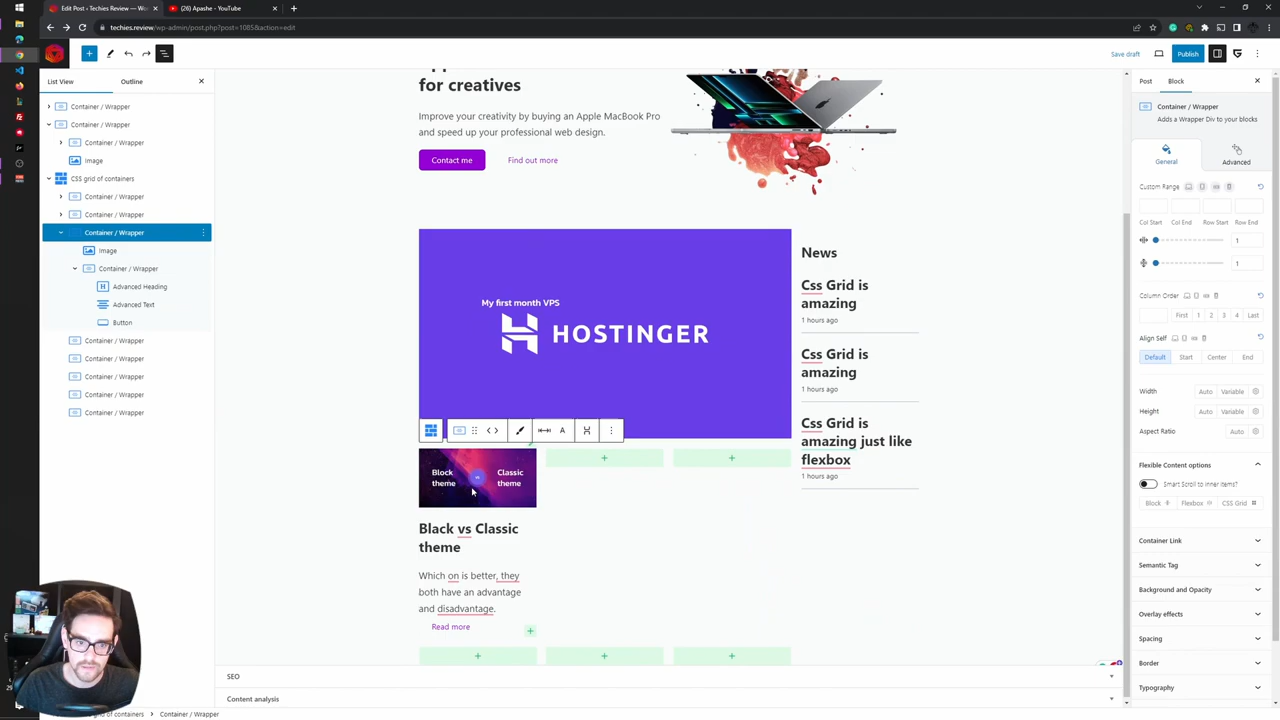 Edit Post ‹ Techies Review — Wo
(26) Apashe - YouTube
techies.review/wp-admin/post.php?post=1085&action=edit
Save draft
Publish
List View
Outline
Container / Wrapper
Container / Wrapper
Container / Wrapper
Image
CSS grid of containers
Container / Wrapper
Container / Wrapper
Container / Wrapper
Image
Container / Wrapper
Advanced Heading
Advanced Text
Button
Container / Wrapper
Container / Wrapper
Container / Wrapper
Container / Wrapper
Container / Wrapper
for creatives
Improve your creativity by buying an Apple MacBook Pro
and speed up your professional web design.
Contact me
Find out more
My first month VPS
HOSTINGER
News
Css Grid is
amazing
1 hours ago
Css Grid is
amazing
1 hours ago
Css Grid is
amazing just like
flexbox
1 hours ago
A
Block
theme
vs
Classic
theme
Black vs Classic
theme
Which on is better, they
both have an advantage
and disadvantage.
Read more
SEO
Content analysis
grid of containers
Container / Wrapper
Post
Block
Container / Wrapper
Adds a Wrapper Div to your blocks
General
Advanced
Custom Range
Col Start
Col End
Row Start
Row End
1
1
Column Order
First
1
2
3
4
Last
Align Self
Default
Start
Center
End
Width
Auto
Variable
Height
Auto
Variable
Aspect Ratio
Auto
Flexible Content options
Smart Scroll to inner items?
Block
Flexbox
CSS Grid
Container Link
Semantic Tag
Background and Opacity
Overlay effects
Spacing
Border
Typography